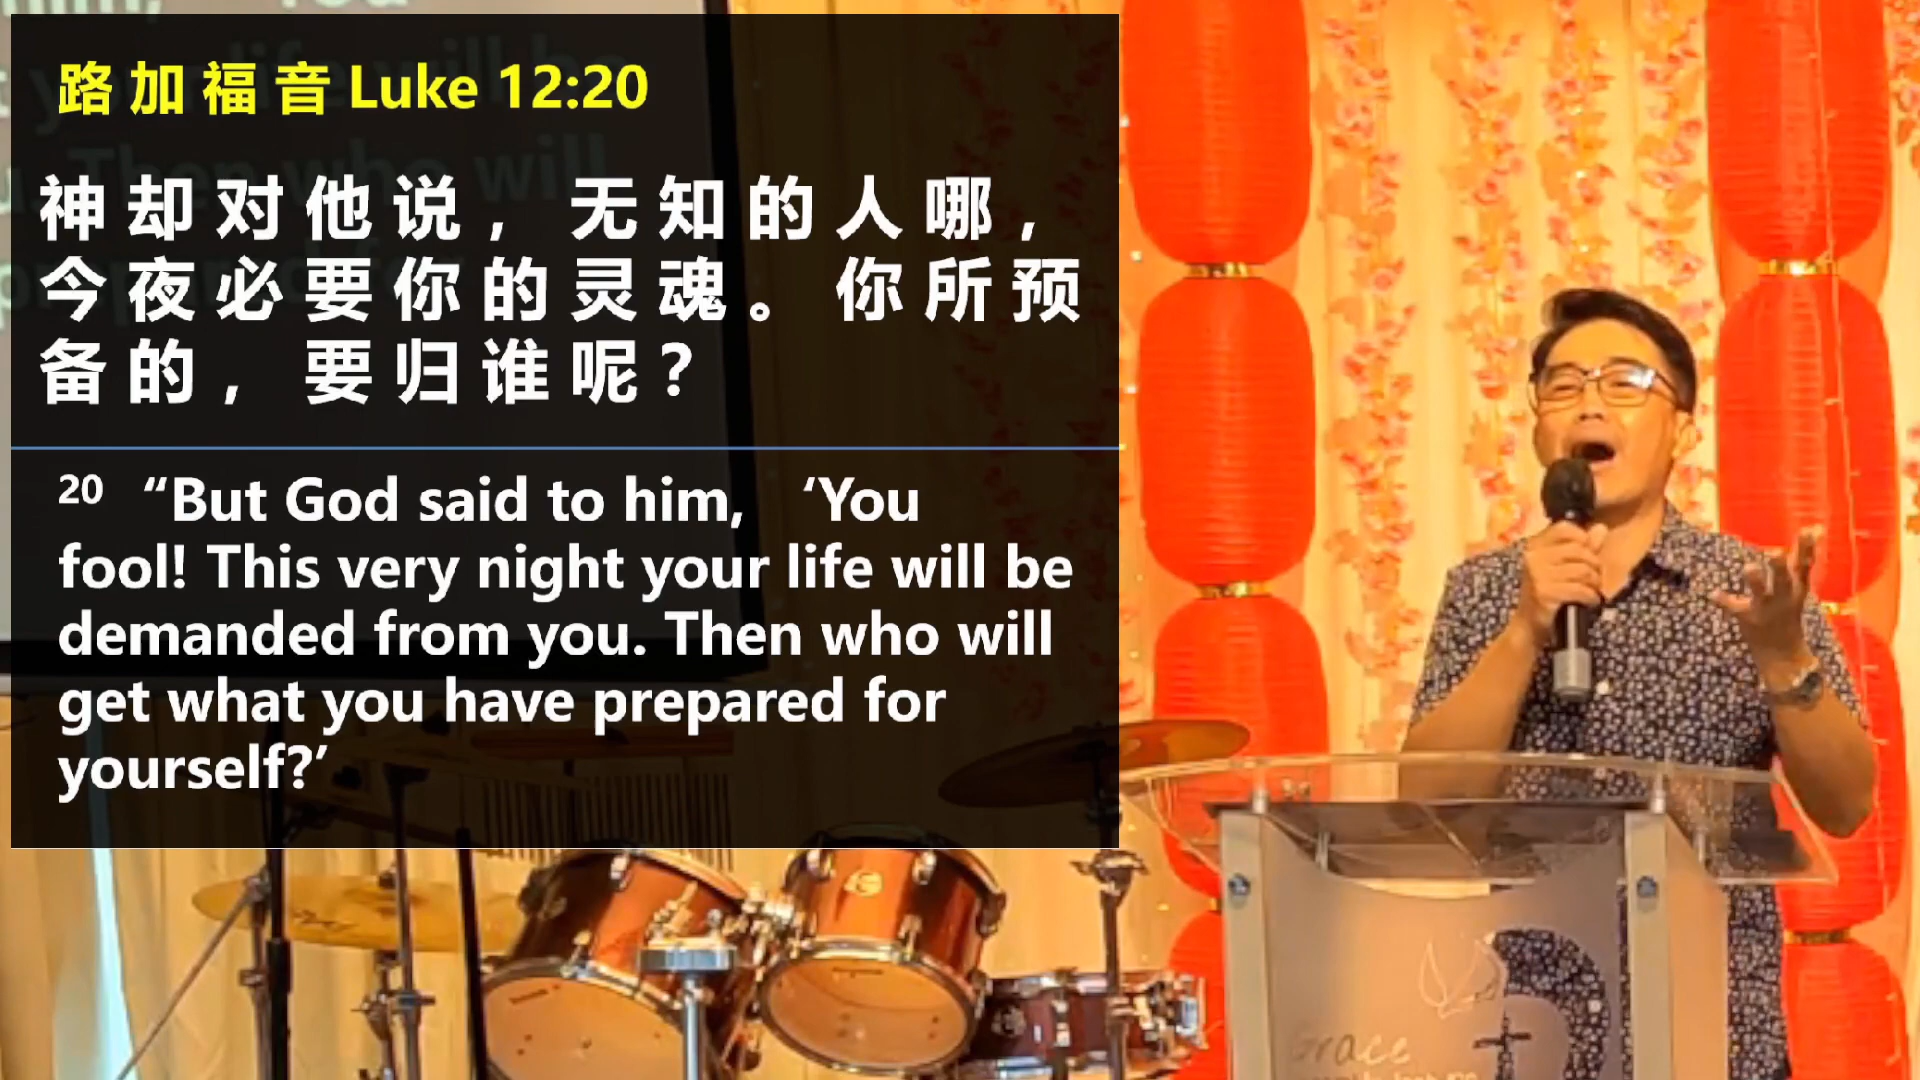 路加福音 Luke 12:20
神却对他说，无知的人哪，
今夜必要你的灵魂。你所预
备的，要归谁呢？
20 “But God said to him, ‘You
fool! This very night your life will be
demanded from you. Then who will
get what you have prepared for
yourself?’
Grace